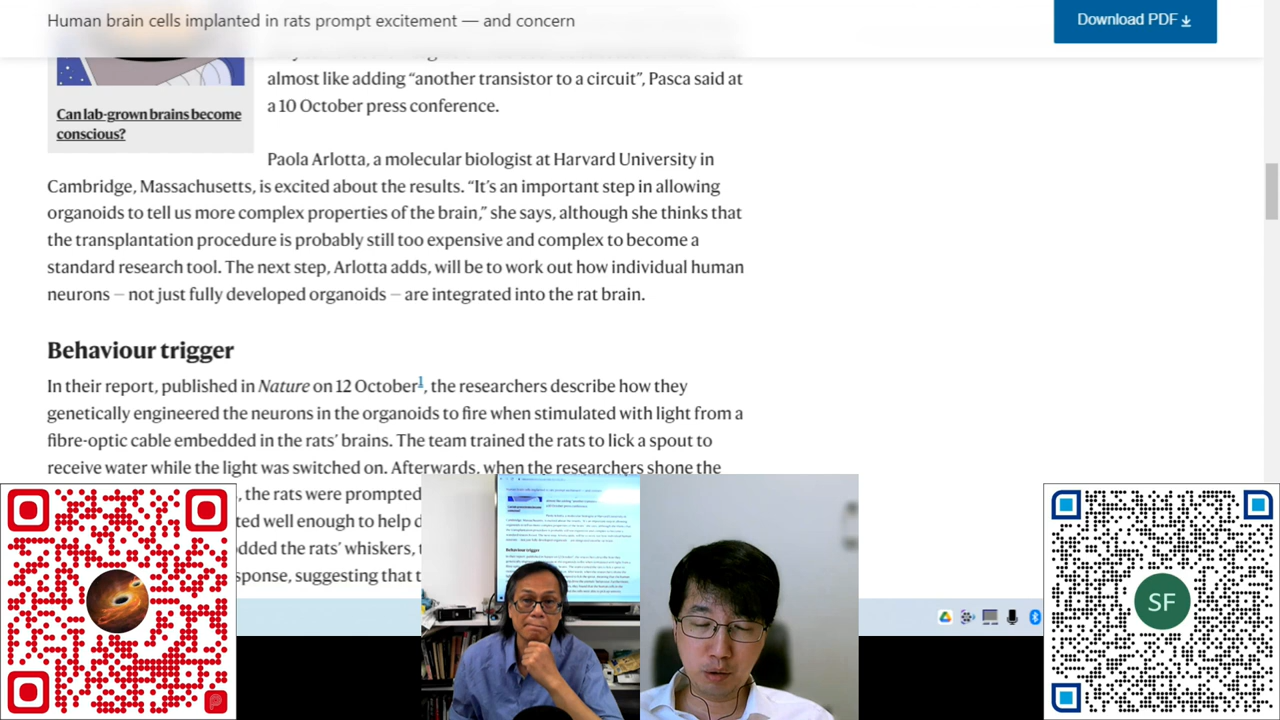 Human brain cells implanted in rats prompt excitement — and concern
Download PDF
almost like adding “another transistor to a circuit”, Pasca said at
a 10 October press conference.
Can lab-grown brains become
conscious?
Paola Arlotta, a molecular biologist at Harvard University in
Cambridge, Massachusetts, is excited about the results. “It’s an important step in allowing
organoids to tell us more complex properties of the brain,” she says, although she thinks that
the transplantation procedure is probably still too expensive and complex to become a
standard research tool. The next step, Arlotta adds, will be to work out how individual human
neurons — not just fully developed organoids — are integrated into the rat brain.
Behaviour trigger
In their report, published in Nature on 12 October1, the researchers describe how they
genetically engineered the neurons in the organoids to fire when stimulated with light from a
fibre-optic cable embedded in the rats’ brains. The team trained the rats to lick a spout to
receive water while the light was switched on. Afterwards, when the researchers shone the
, the rats were prompted
ted well enough to help d
dded the rats’ whiskers, t
sponse, suggesting that t
SF